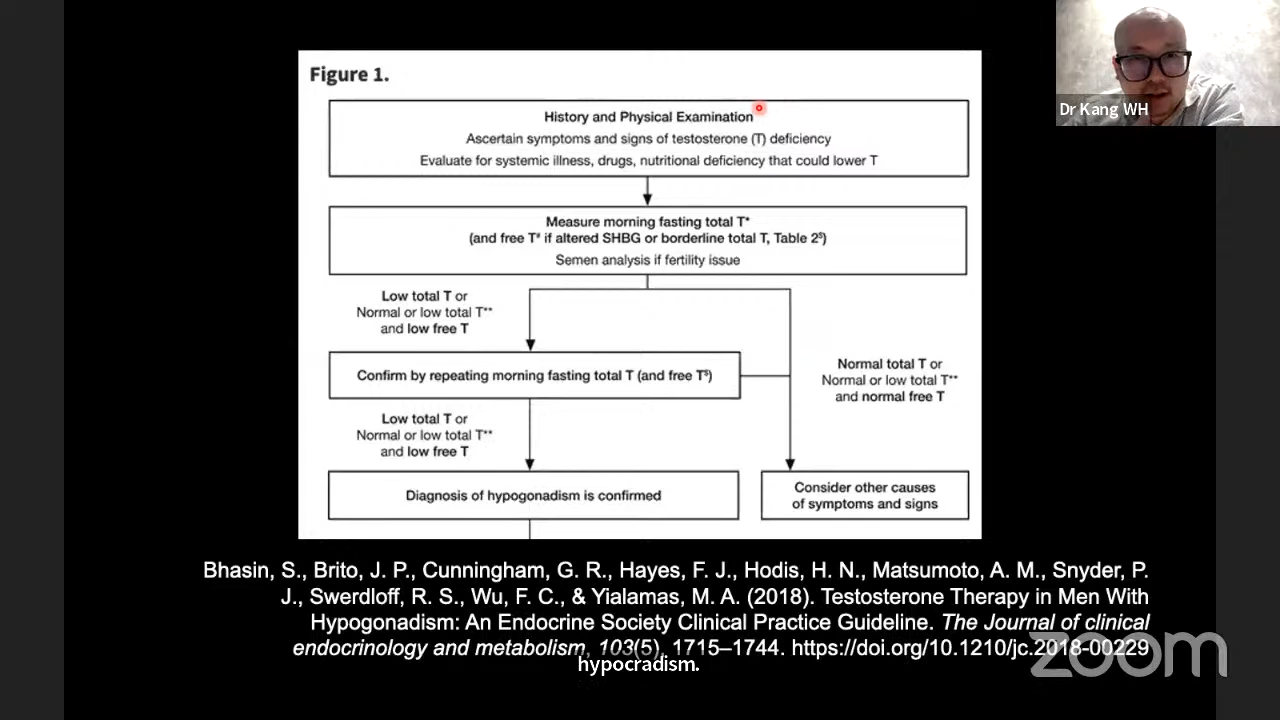 Figure 1.
History and Physical Examination
Ascertain symptoms and signs of testosterone (T) deficiency
Evaluate for systemic illness, drugs, nutritional deficiency that could lower T
Measure morning fasting total T*
(and free T# if altered SHBG or borderline total T, Table 2$)
Semen analysis if fertility issue
Low total T or
Normal or low total T**
and low free T
Confirm by repeating morning fasting total T (and free T$)
Normal total T or
Normal or low total T**
and normal free T
Low total T or
Normal or low total T**
and low free T
Diagnosis of hypogonadism is confirmed
Consider other causes
of symptoms and signs
Dr Kang WH
Bhasin, S., Brito, J. P., Cunningham, G. R., Hayes, F. J., Hodis, H. N., Matsumoto, A. M., Snyder, P.
J., Swerdloff, R. S., Wu, F. C., & Yialamas, M. A. (2018). Testosterone Therapy in Men With
Hypogonadism: An Endocrine Society Clinical Practice Guideline. The Journal of clinical
endocrinology and metabolism, 103(5), 1715–1744. https://doi.org/10.1210/jc.2018-00229
hypocradism.
zoom